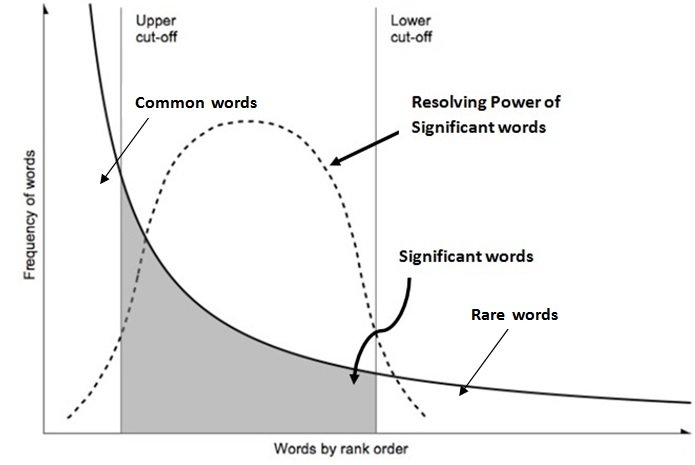 Upper
cut-off
Lower
cut-off
Common words
Resolving Power of
Significant words
Significant words
Rare words
Frequency of words
Words by rank order